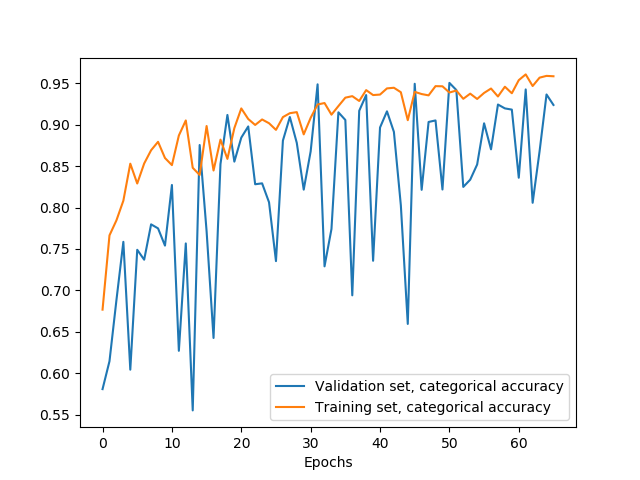 0.95
0.90
0.85
0.80
0.75
0.70
0.65
0.60
0.55
Validation set, categorical accuracy
Training set, categorical accuracy
0 10 20 30 40 50 60
Epochs